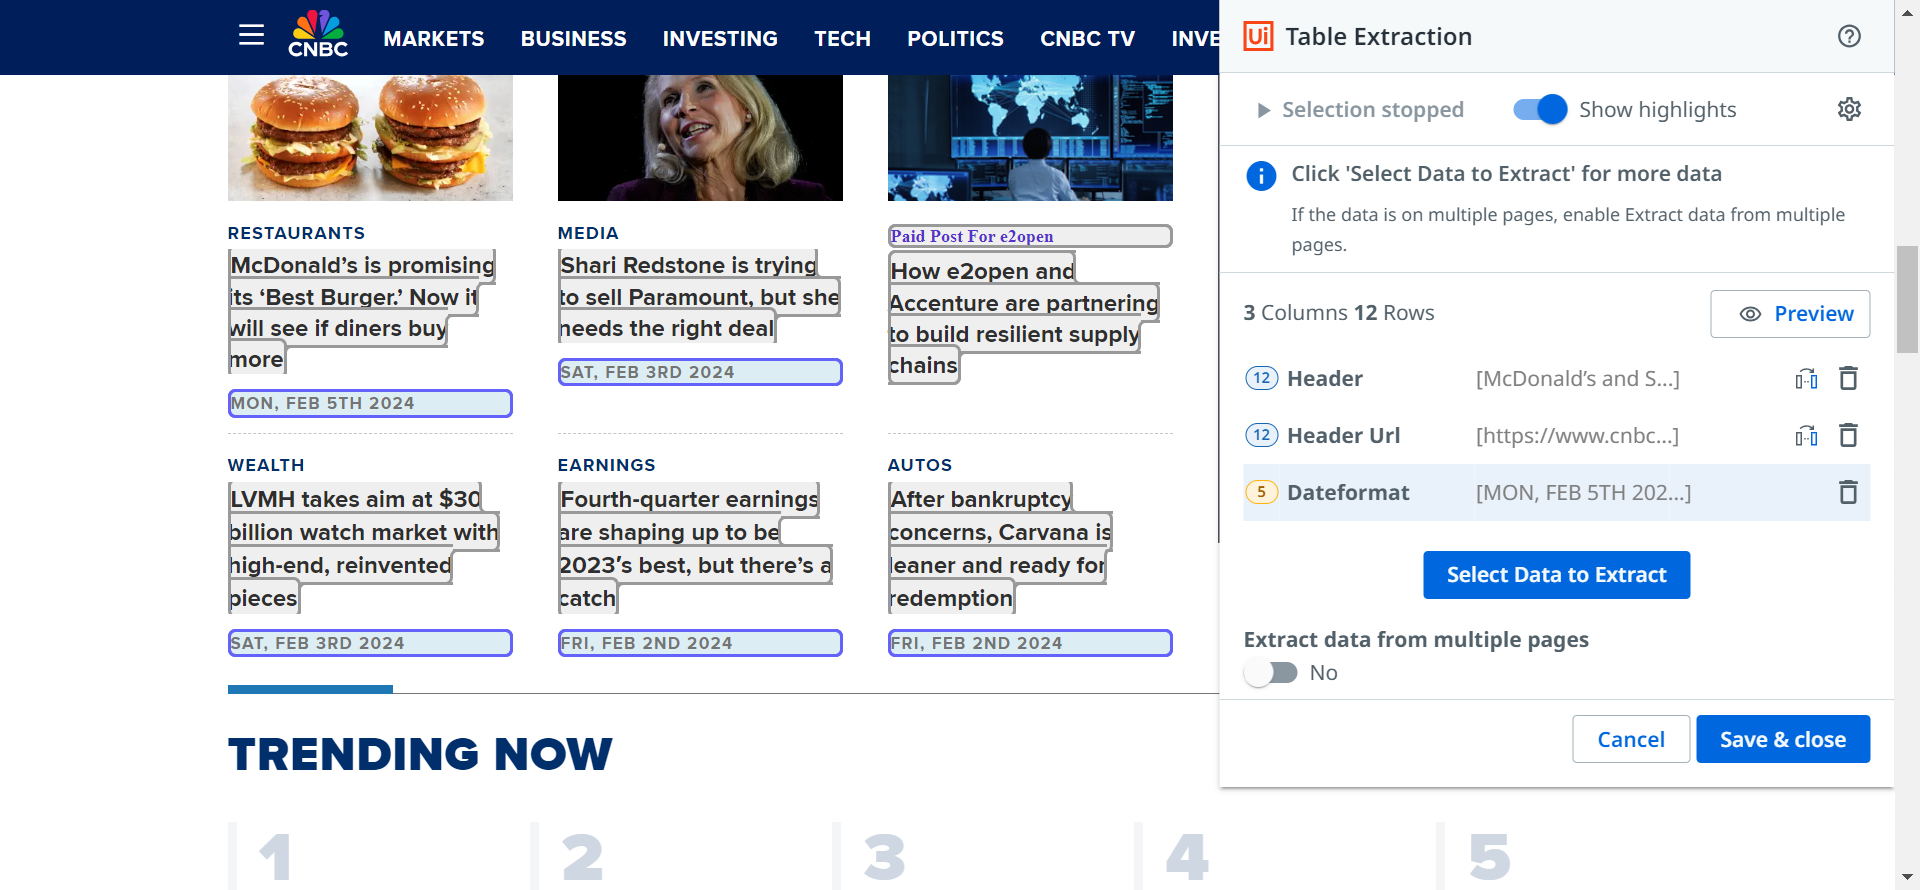 CNBC
MARKETS BUSINESS INVESTING TECH POLITICS CNBC TV INVE
RESTAURANTS
McDonald’s is promising
its ‘Best Burger.’ Now it
will see if diners buy
more
MON, FEB 5TH 2024
MEDIA
Shari Redstone is trying
to sell Paramount, but she
needs the right deal
SAT, FEB 3RD 2024
Paid Post For e2open
How e2open and
Accenture are partnering
to build resilient supply
chains
WEALTH
LVMH takes aim at $30
billion watch market with
high-end, reinvented
pieces
SAT, FEB 3RD 2024
EARNINGS
Fourth-quarter earnings
are shaping up to be
2023’s best, but there’s a
catch
FRI, FEB 2ND 2024
AUTOS
After bankruptcy
concerns, Carvana is
leaner and ready for
redemption
FRI, FEB 2ND 2024
TRENDING NOW
1 2 3 4 5
Ui Table Extraction
Selection stopped Show highlights
Click 'Select Data to Extract' for more data
If the data is on multiple pages, enable Extract data from multiple
pages.
3 Columns 12 Rows Preview
12 Header [McDonald’s and S...]
12 Header Url [https://www.cnbc...]
5 Dateformat [MON, FEB 5TH 202...]
Select Data to Extract
Extract data from multiple pages
No
Cancel Save & close